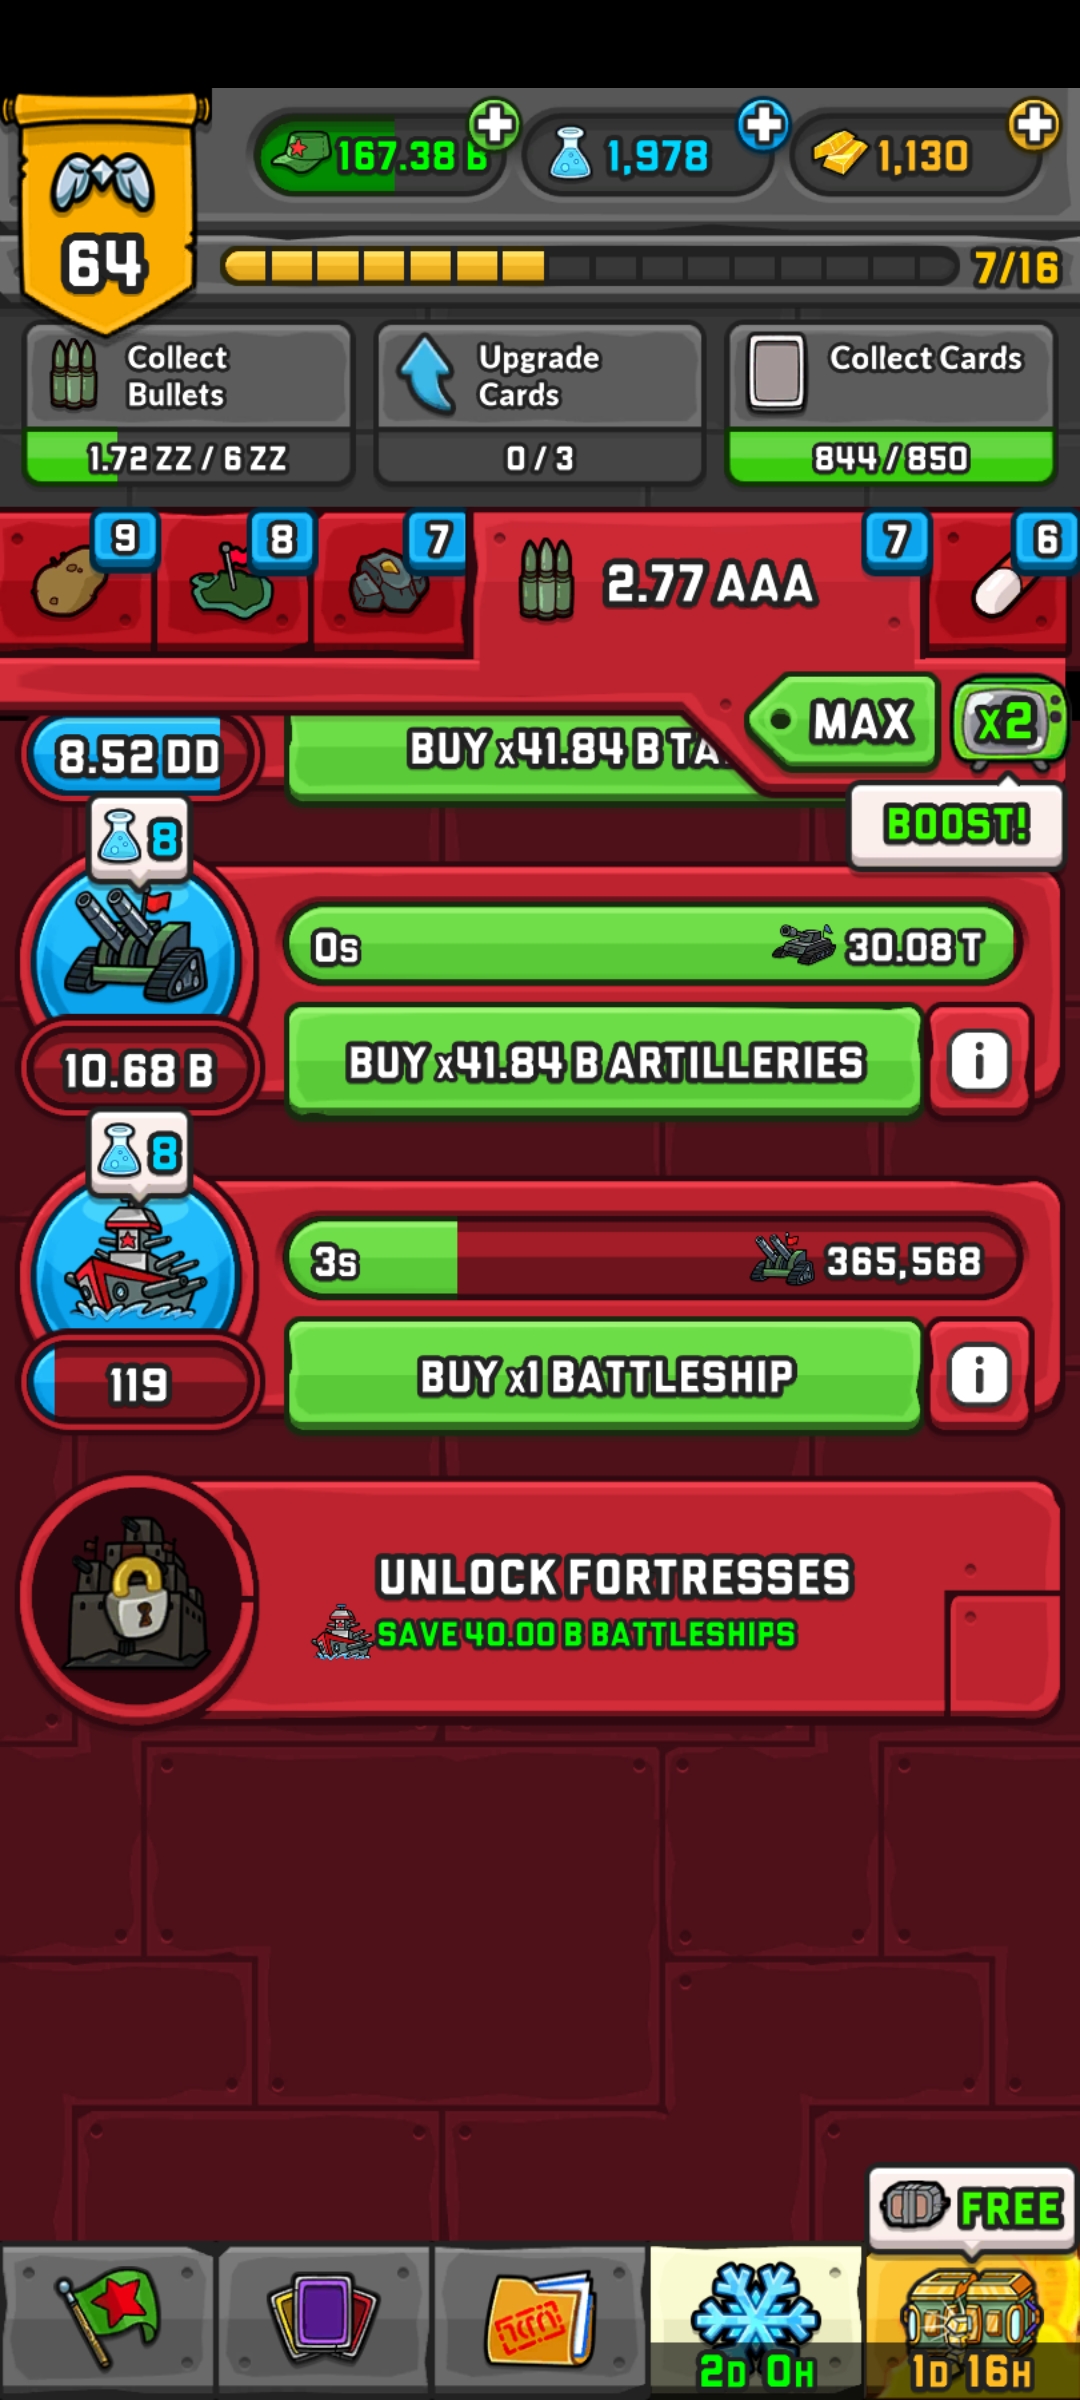 167.38 B
1,978
1,130
64
7/16
Collect
Bullets
Upgrade
Cards
Collect Cards
1.72 ZZ / 6 ZZ
0 / 3
844 / 850
9
8
7
2.77 AAA
7
6
MAX
x2
8.52 DD
BUY x41.84 B TA
BOOST!
8
0s
30.08 T
10.68 B
BUY x41.84 B ARTILLERIES
i
8
3s
365,568
119
BUY x1 BATTLESHIP
i
UNLOCK FORTRESSES
SAVE 40.00 B BATTLESHIPS
FREE
2D 0H
1D 16H